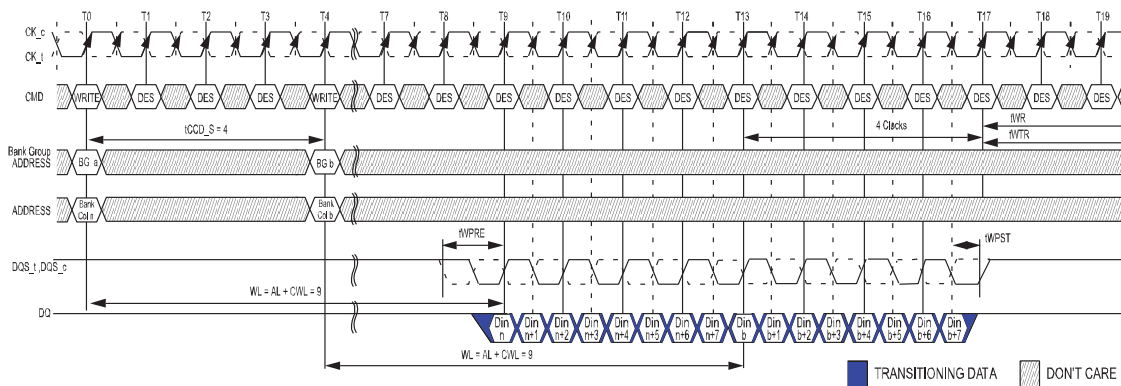 T0 T1 T2 T3 T4 T7 T8 T9 T10 T11 T12 T13 T14 T15 T16 T17 T18 T19
CK_c
CK_t
CMD WRITE DES DES DES WRITE DES DES DES DES DES DES DES DES DES DES DES DES DES
tCCD_S = 4
4 Clocks
tWR
tWTR
Bank Group
ADDRESS
BG a
BG b
ADDRESS
Bank
Col n
Bank
Col b
tWPRE
tWPST
DQS_t ,DQS_c
WL = AL + CWL = 9
DQ
Din Din Din Din Din Din Din Din Din Din Din Din Din Din Din Din
n n+1 n+2 n+3 n+4 n+5 n+6 n+7 b b+1 b+2 b+3 b+4 b+5 b+6 b+7
WL = AL + CWL = 9
TRANSITIONING DATA DON'T CARE